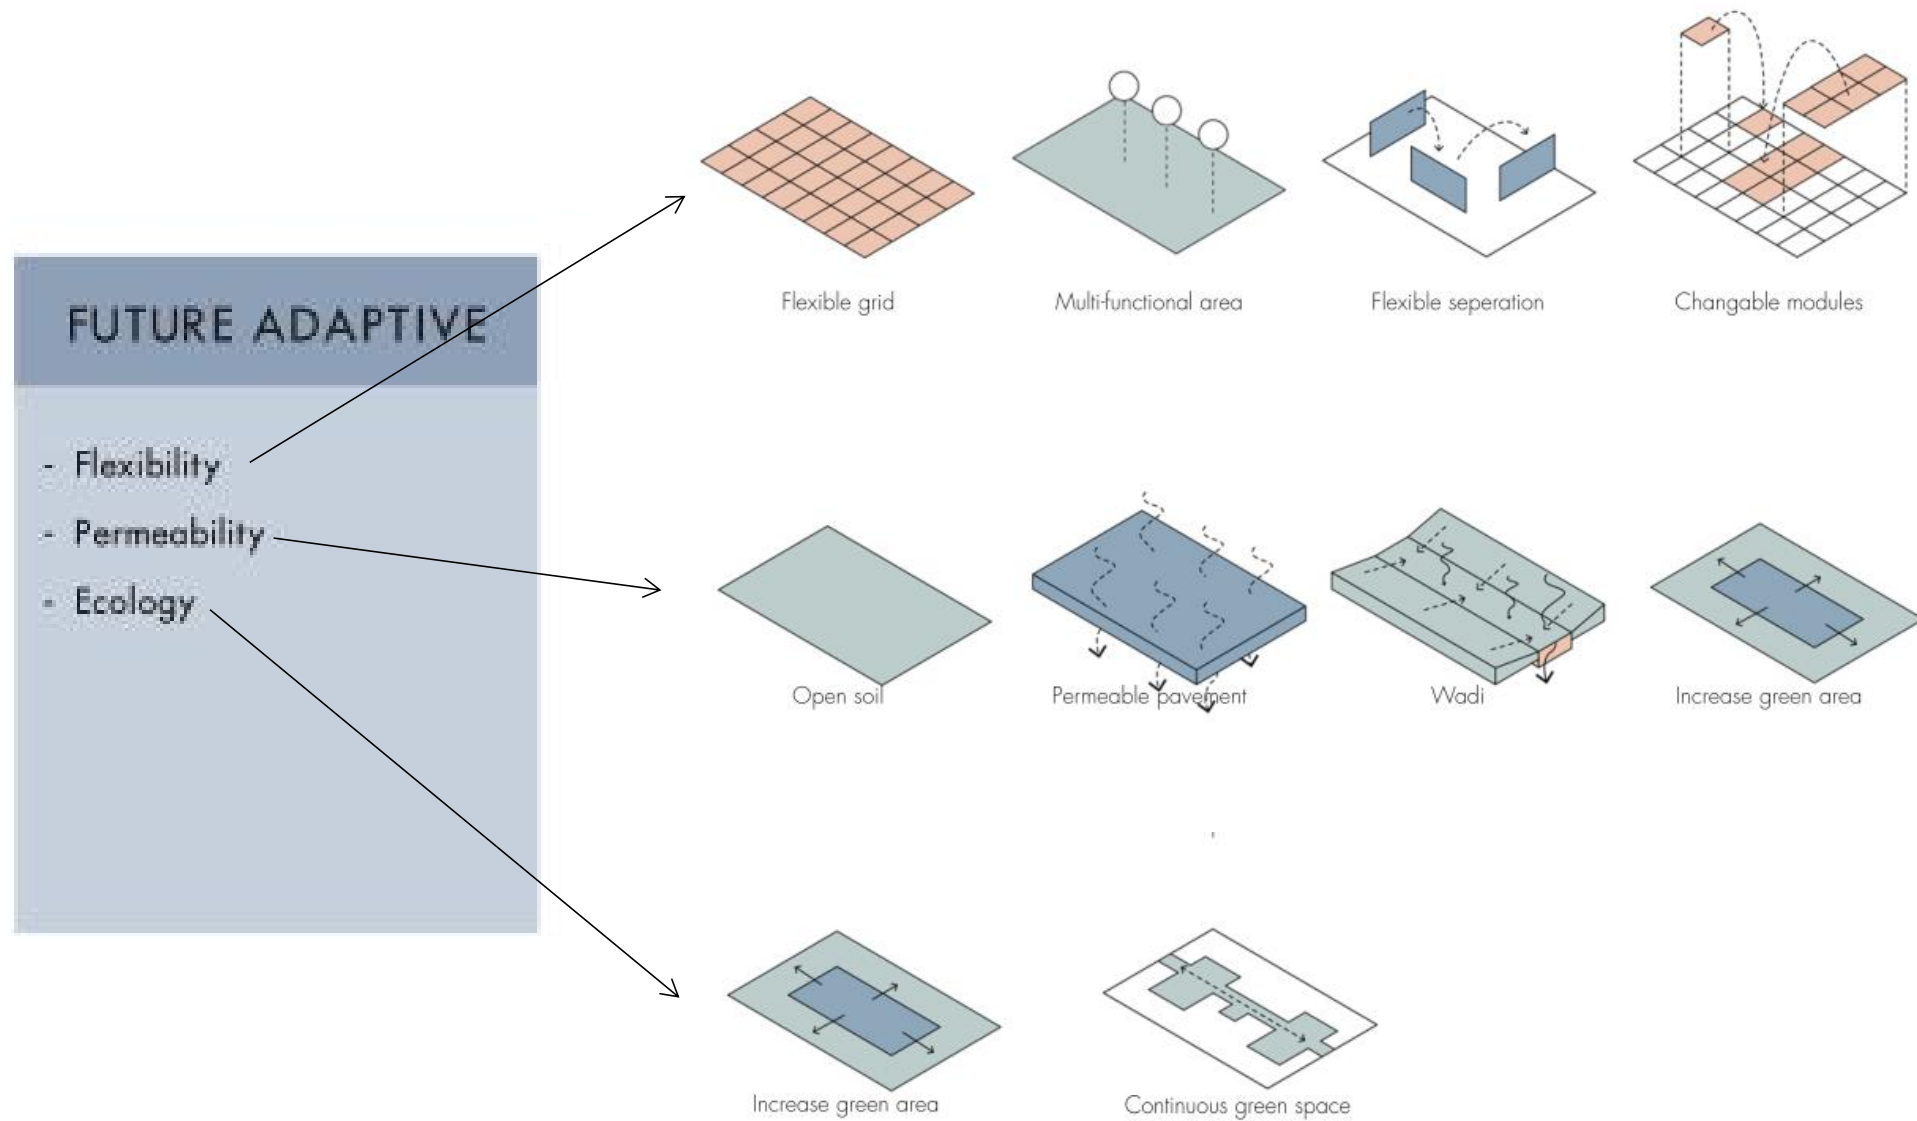 FUTURE ADAPTIVE
- Flexibility
- Permeability
- Ecology
Flexible grid
Multi-functional area
Flexible seperation
Changable modules
Open soil
Permeable pavement
Wadi
Increase green area
Increase green area
Continuous green space